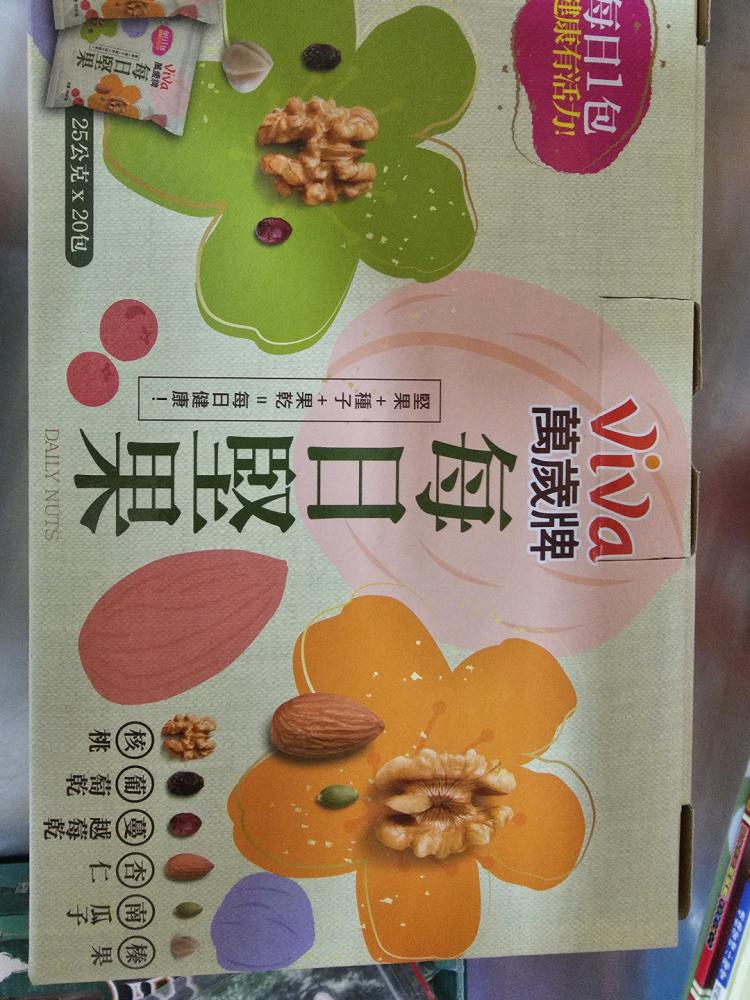 Viva
萬歲牌
每日堅果
DAILY NUTS
堅果+種子+果乾=每日健康!
每日1包
健康有活力!
Viva
萬歲牌
每日堅果
25公克 x 20包
核桃
葡萄乾
蔓越莓乾
杏仁
南瓜子
榛果